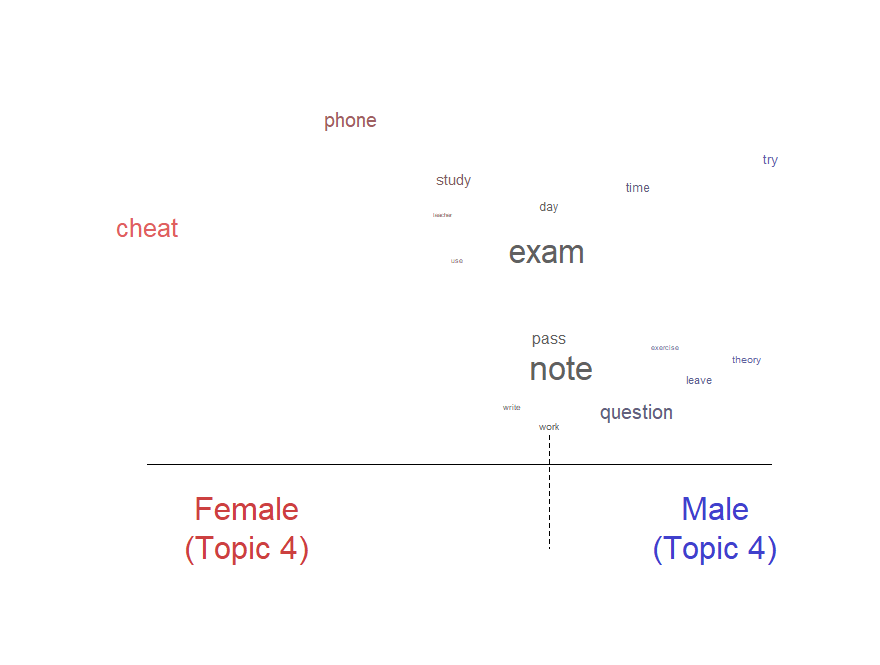 phone
try
study
time
day
teacher
cheat
exam
use
pass
exercise
theory
note
leave
write
question
work
Female Male
(Topic 4) (Topic 4)